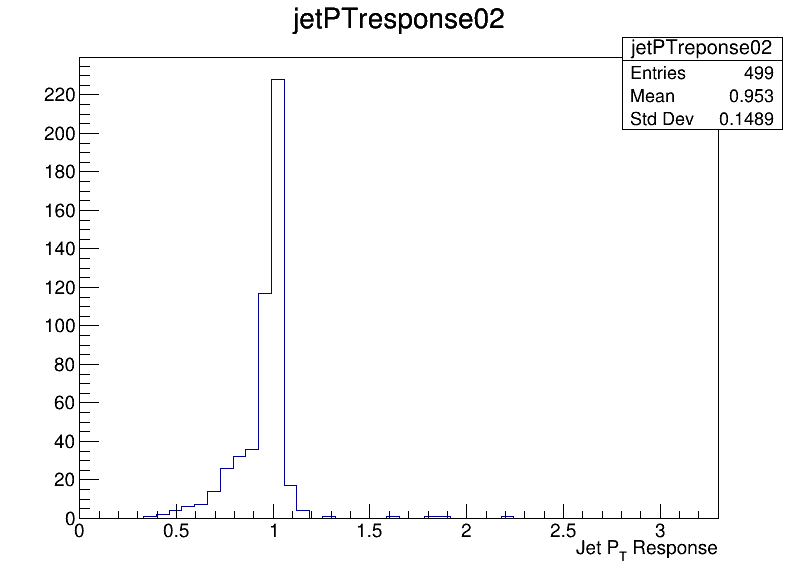 jetPTresponse02
jetPTreponse02
Entries 499
Mean 0.953
Std Dev 0.1489
220
200
180
160
140
120
100
80
60
40
20
0
0 0.5 1 1.5 2 2.5 3
Jet PT Response